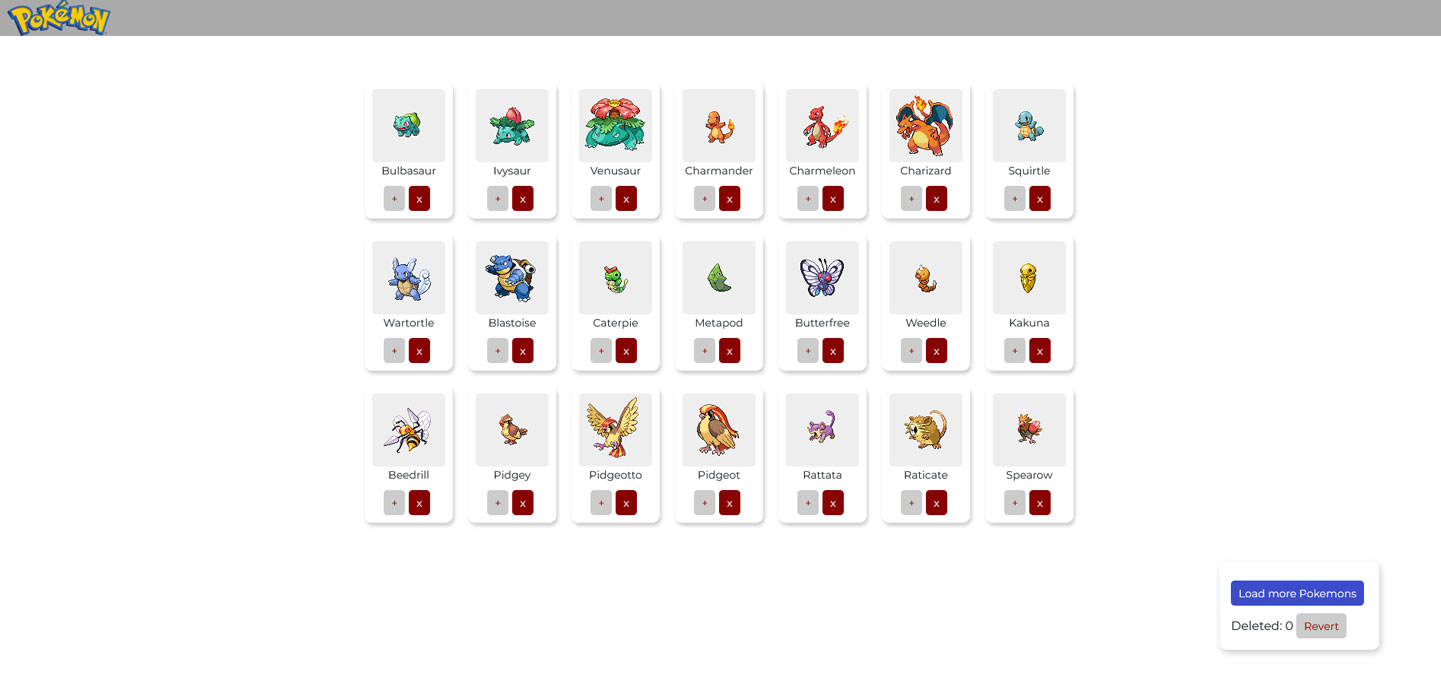 POKéMON
Bulbasaur Ivysaur Venusaur Charmander Charmeleon Charizard Squirtle
+ x + x + x + x + x + x + x
Wartortle Blastoise Caterpie Metapod Butterfree Weedle Kakuna
+ x + x + x + x + x + x + x
Beedrill Pidgey Pidgeotto Pidgeot Rattata Raticate Spearow
+ x + x + x + x + x + x + x
Load more Pokemons
Deleted: 0 Revert